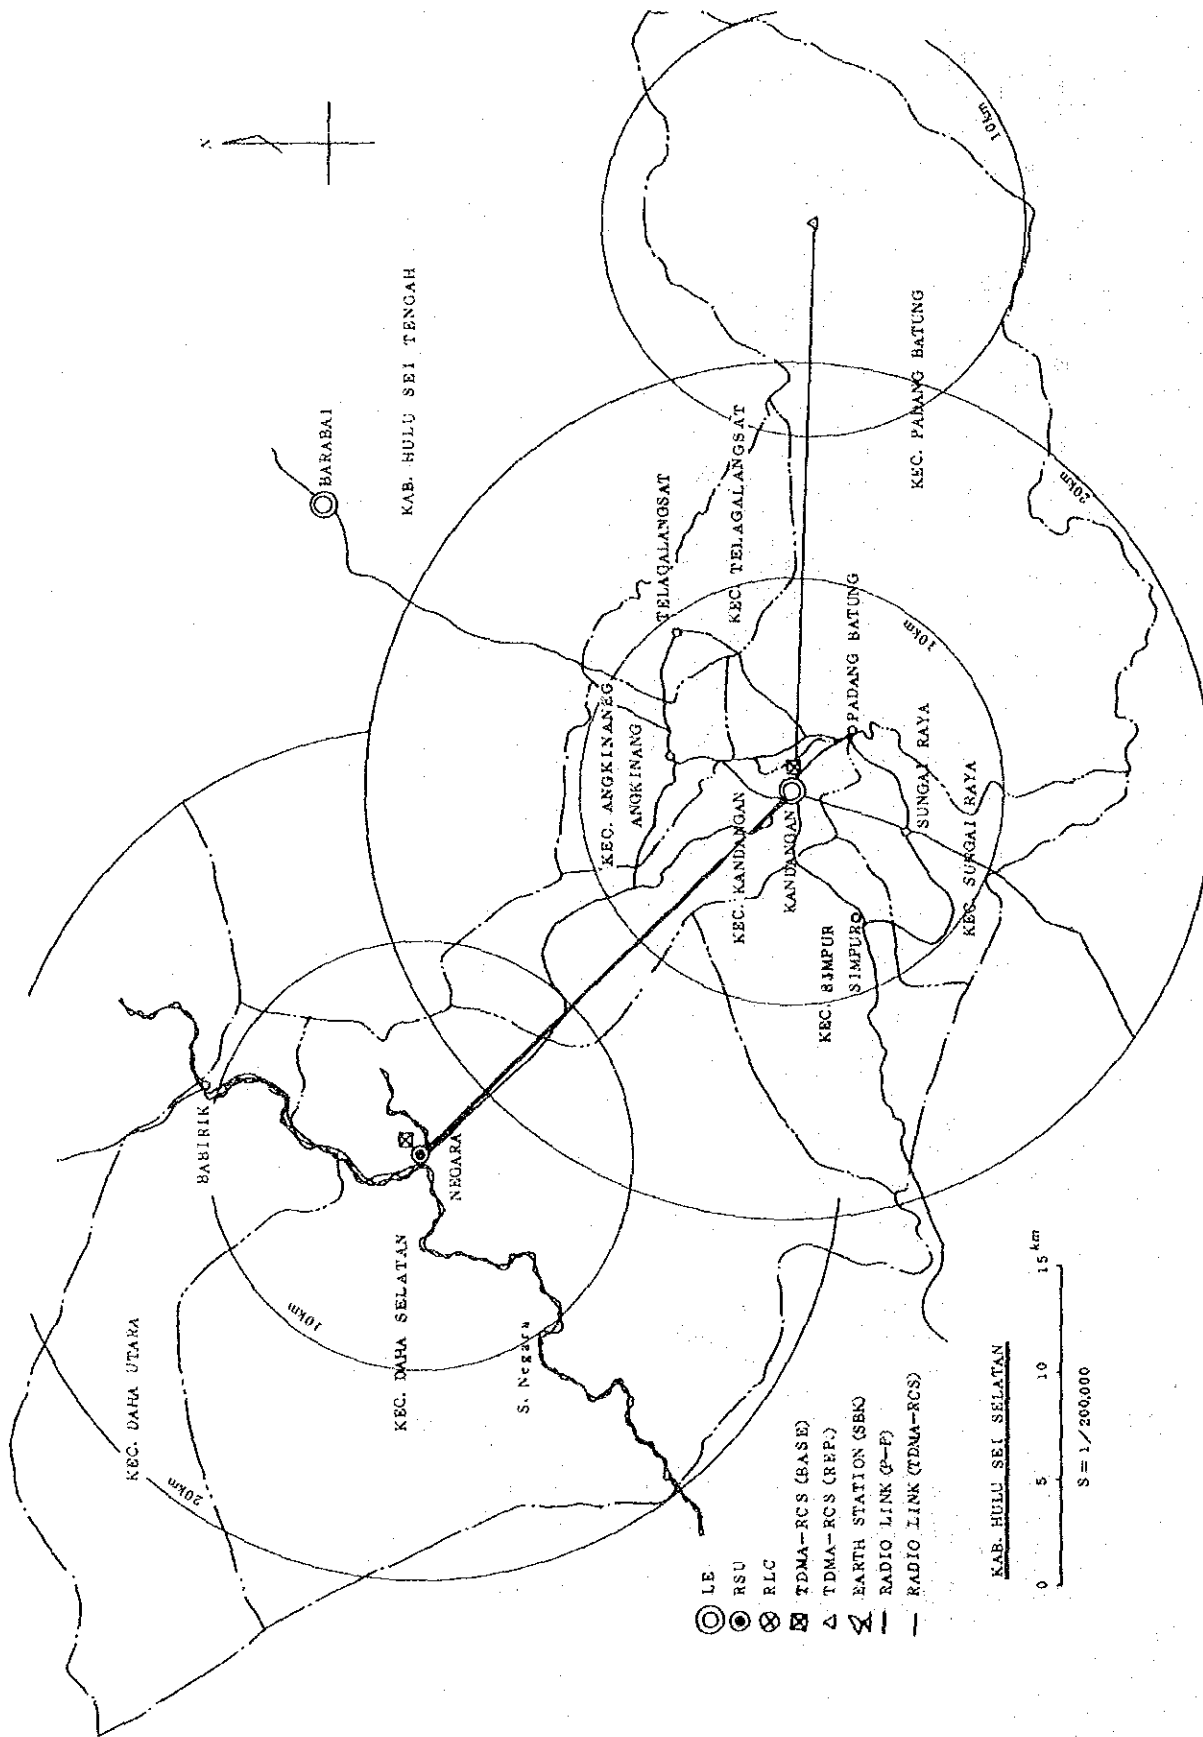 N
BARABAI
KAB. HULU SEI TENGAH
BABIRIK
KEC. DAHA UTARA
20km
10km
NEGARA
KEC. DAHA SELATAN
S. Negara
TELAGALANGSAT
KEC. TELAGALANGSAT
KEC. ANGKINANEG
ANGKINANG
KEC. KANDANGAN
KANDANGAN
PADANG BATUNG
KEC. PADANG BATUNG
10km
20km
10km
KEC. SIMPUR
SIMPUR
SUNGAI RAYA
KEC. SUNGAI RAYA
LE
RSU
RLC
TDMA-RCS (BASE)
TDMA-RCS (REP.)
EARTH STATION (SBK)
RADIO LINK (P-P)
RADIO LINK (TDMA-RCS)
KAB. HULU SEI SELATAN
0 5 10 15 km
S = 1/200,000